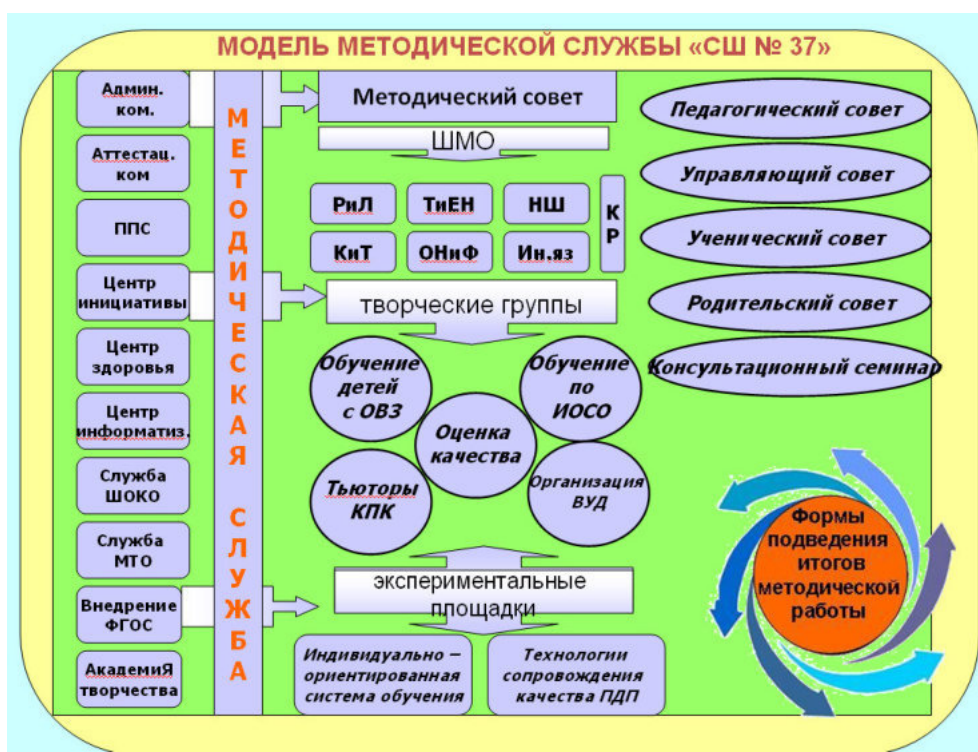 МОДЕЛЬ МЕТОДИЧЕСКОЙ СЛУЖБЫ «СШ № 37»
Админ.
ком.
Аттестац.
ком
ППС
Центр
инициативы
Центр
здоровья
Центр
информатиз.
Служба
ШОКО
Служба
МТО
Внедрение
ФГОС
АкадемиЯ
творчества
МЕТОДИЧЕСКАЯ СЛУЖБА
Методический совет
ШМО
РиЛ
ТиЕН
НШ
КиТ
ОНиФ
Ин.яз
КР
творческие группы
Обучение
детей
с ОВЗ
Обучение
по
ИОСО
Оценка
качества
Тьюторы
КПК
Организация
ВУД
экспериментальные
площадки
Индивидуально –
ориентированная
система обучения
Технологии
сопровождения
качества ПДП
Педагогический совет
Управляющий совет
Ученический совет
Родительский совет
Консультационный семинар
Формы
подведения
итогов
методической
работы